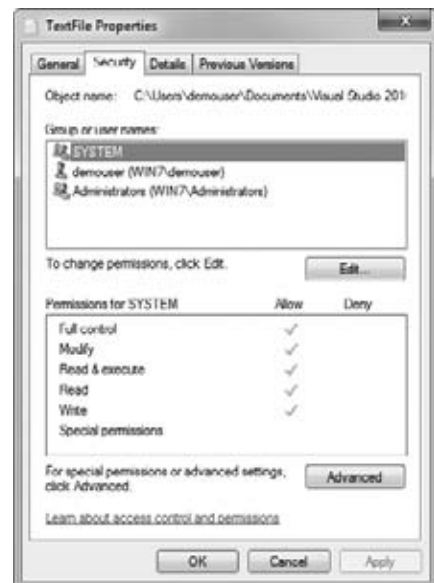 TextFile Properties
General Security Details Previous Versions
Object name: C:\Users\demouser\Documents\Visual Studio 201
Group or user names:
SYSTEM
demouser (WIN7\demouser)
Administrators (WIN7\Administrators)
To change permissions, click Edit.
Edit...
Permissions for SYSTEM Allow Deny
Full control
Modify
Read & execute
Read
Write
Special permissions
For special permissions or advanced settings,
click Advanced.
Advanced
Learn about access control and permissions
OK Cancel Apply